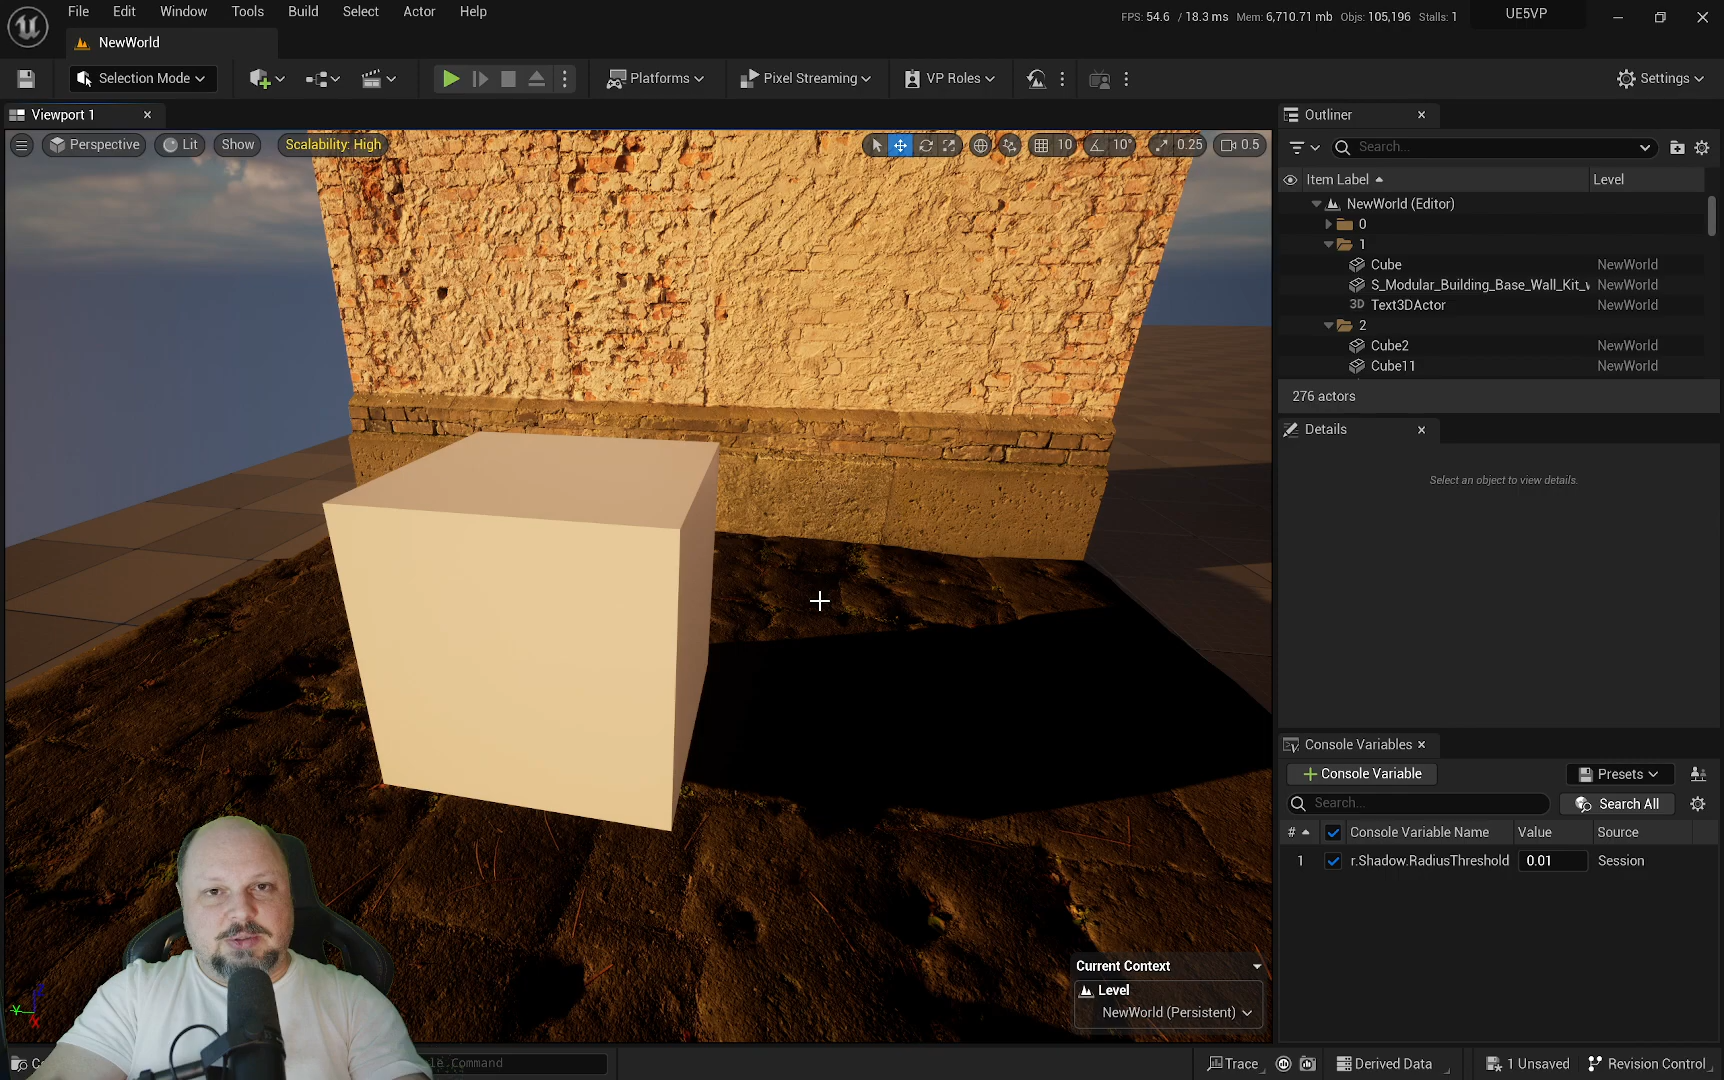 File Edit Window Tools Build Select Actor Help
FPS: 54.6 / 18.3 ms Mem: 6,710.71 mb Objs: 105,196 Stalls: 1
UE5VP
NewWorld
Selection Mode
Platforms
Pixel Streaming
VP Roles
Settings
Viewport 1
Perspective Lit Show Scalability: High
10 10° 0.25 0.5
Outliner
Search...
Item Label Level
NewWorld (Editor)
0
1
Cube NewWorld
S_Modular_Building_Base_Wall_Kit_ NewWorld
3D Text3DActor NewWorld
2
Cube2 NewWorld
Cube11 NewWorld
276 actors
Details
Select an object to view details.
Console Variables
Console Variable Presets
Search... Search All
# Console Variable Name Value Source
1 r.Shadow.RadiusThreshold 0.01 Session
Current Context
Level
NewWorld (Persistent)
Command
Trace Derived Data 1 Unsaved Revision Control